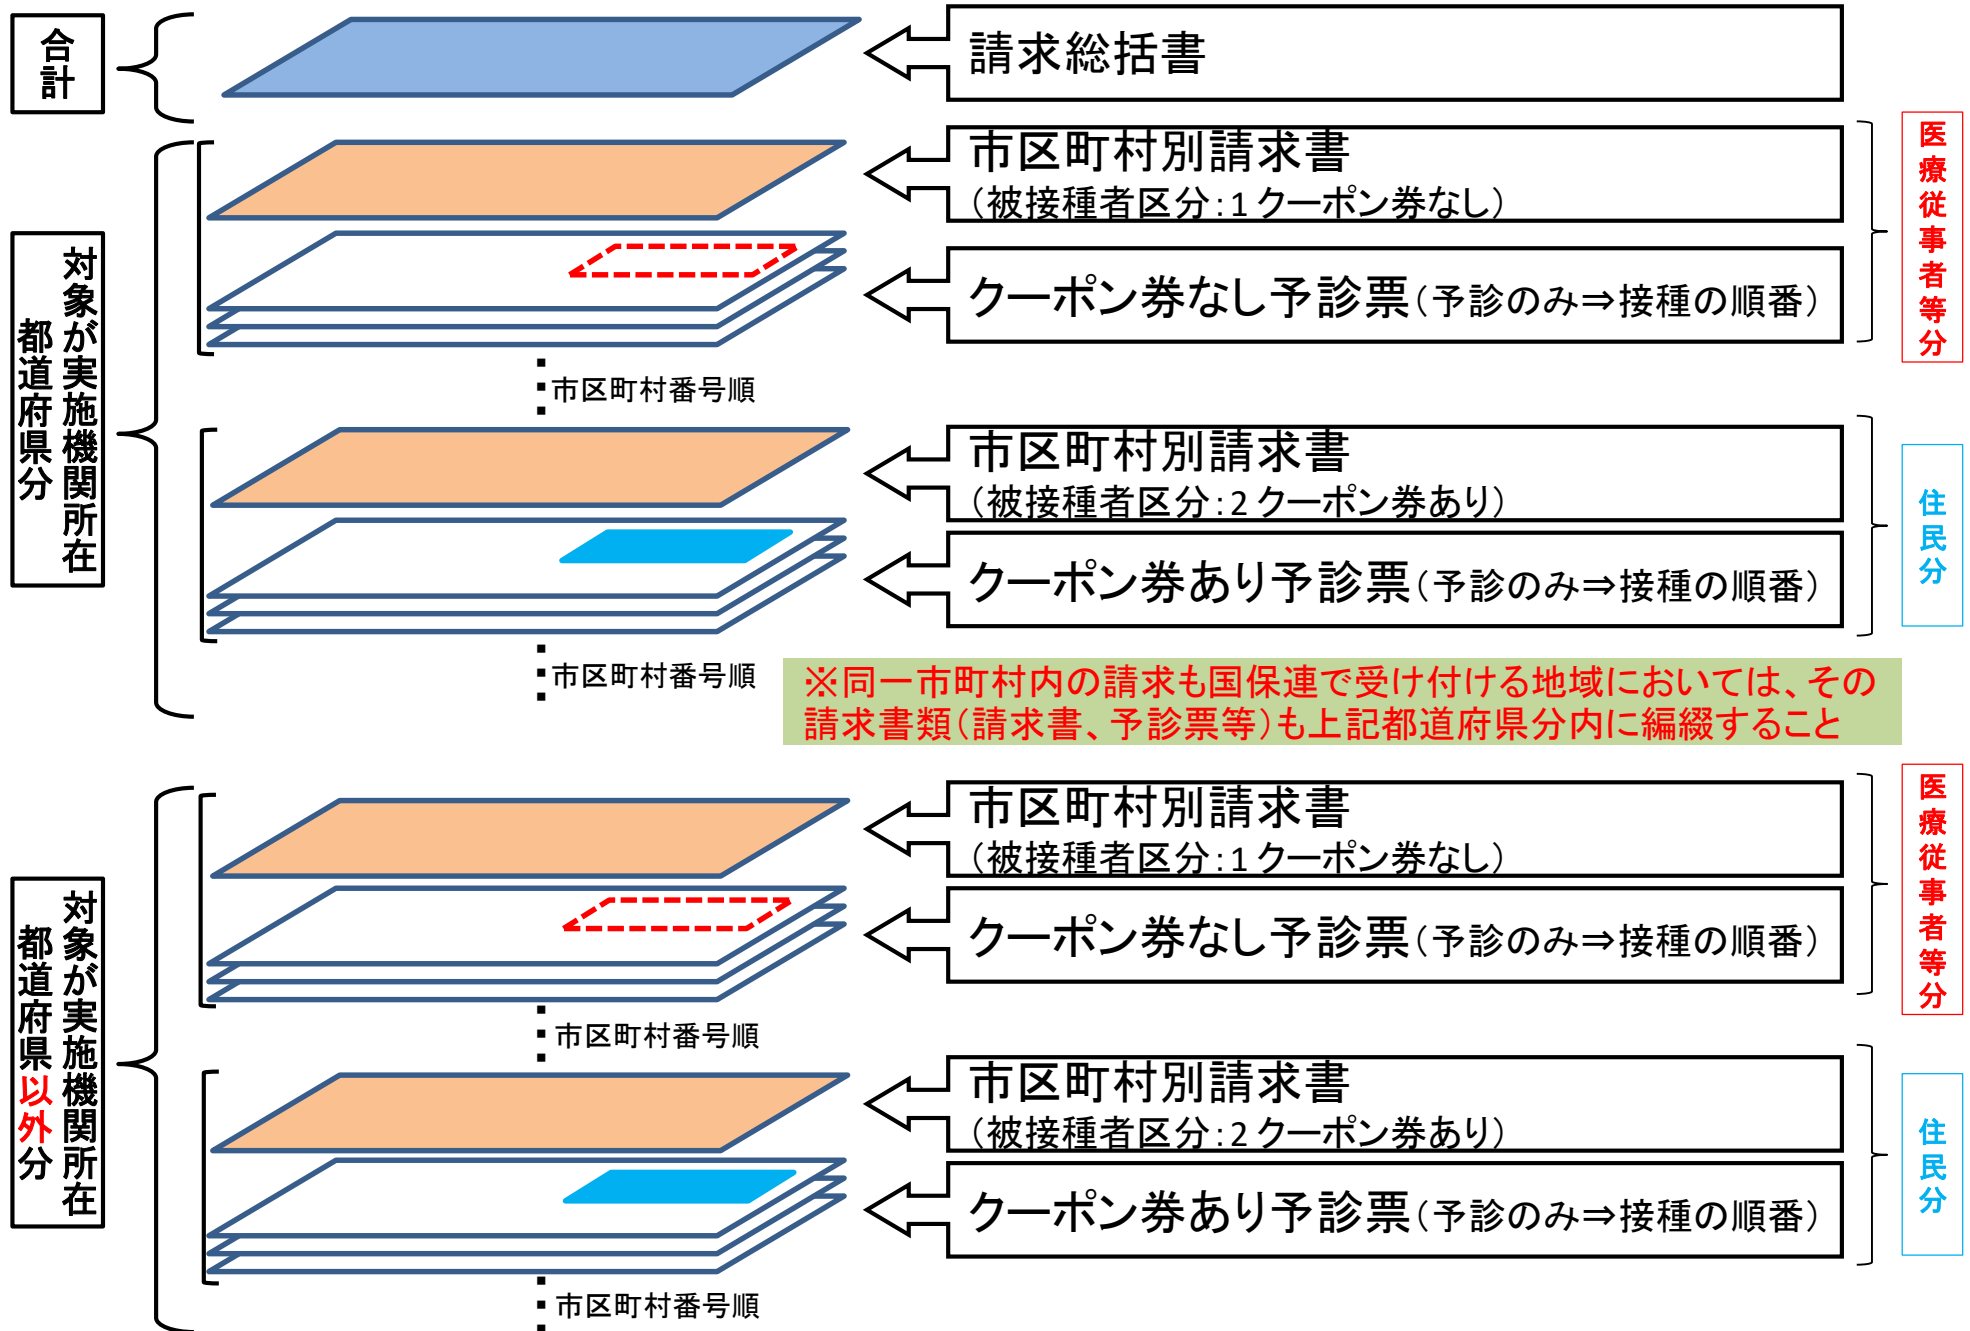 合計
請求総括書
対象が実施機関所在
都道府県分
市区町村別請求書
（被接種者区分：1 クーポン券なし）
クーポン券なし予診票（予診のみ⇒接種の順番）
医療従事者等分
市区町村番号順
市区町村別請求書
（被接種者区分：2 クーポン券あり）
クーポン券あり予診票（予診のみ⇒接種の順番）
住民分
市区町村番号順
※同一市町村内の請求も国保連で受け付ける地域においては、その
請求書類（請求書、予診票等）も上記都道府県分内に編綴すること
対象が実施機関所在
都道府県以外分
市区町村別請求書
（被接種者区分：1 クーポン券なし）
クーポン券なし予診票（予診のみ⇒接種の順番）
医療従事者等分
市区町村番号順
市区町村別請求書
（被接種者区分：2 クーポン券あり）
クーポン券あり予診票（予診のみ⇒接種の順番）
住民分
市区町村番号順